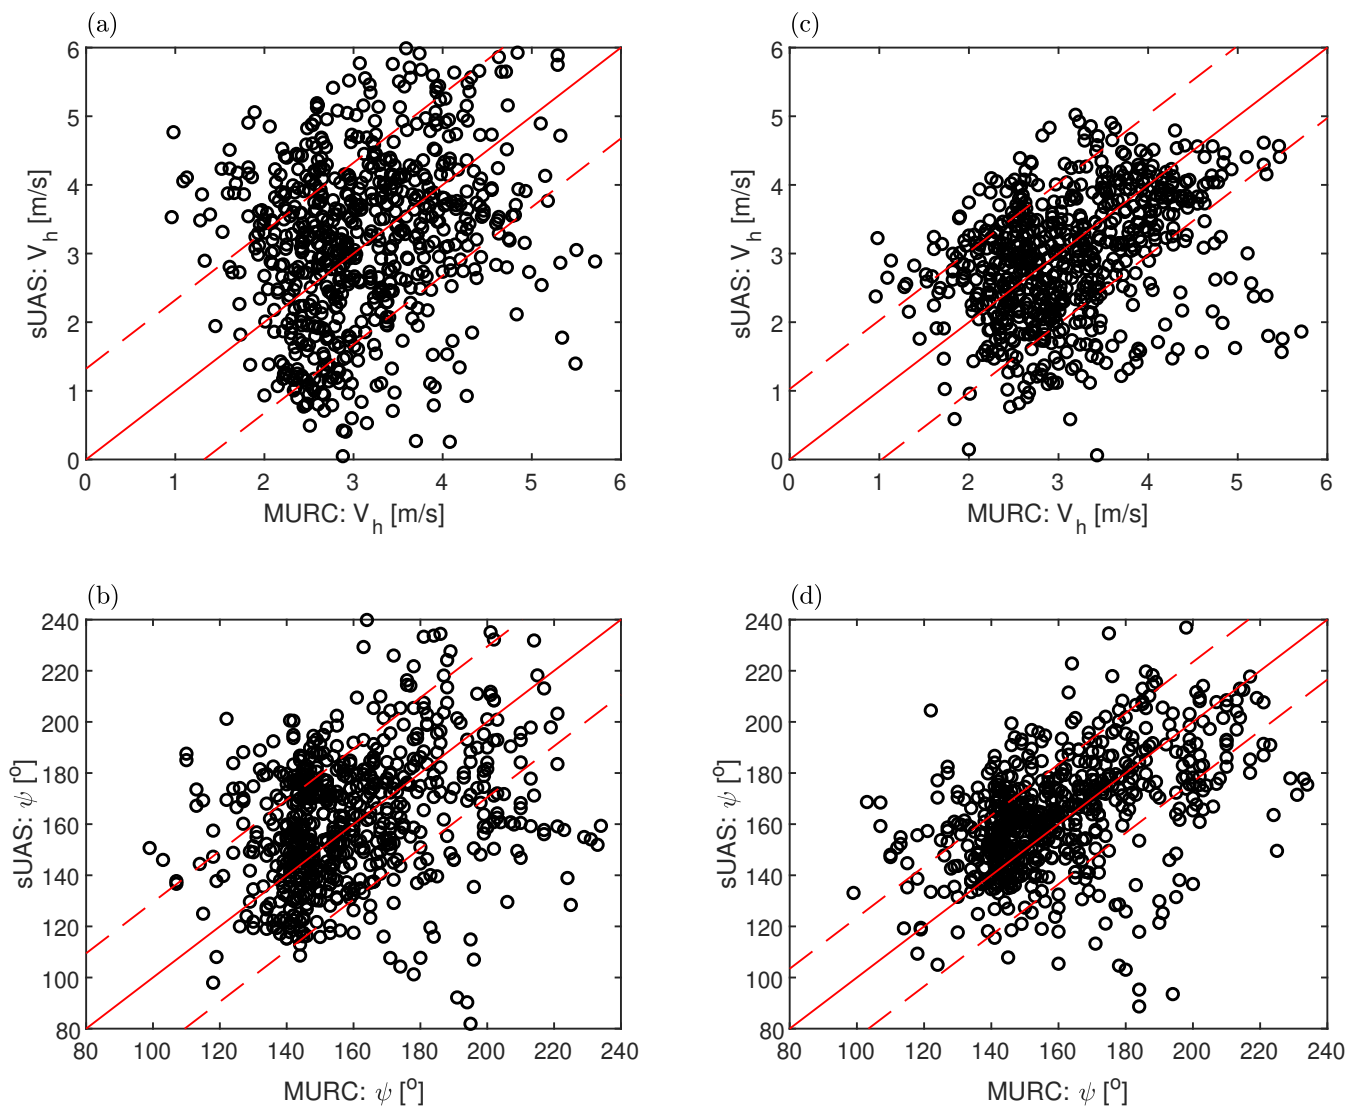 (a)
6
5
4
3
2
1
0
sUAS: V_h [m/s]
0 1 2 3 4 5 6
MURC: V_h [m/s]
(c)
6
5
4
3
2
1
0
sUAS: V_h [m/s]
0 1 2 3 4 5 6
MURC: V_h [m/s]
(b)
240
220
200
180
160
140
120
100
80
sUAS: ψ [º]
80 100 120 140 160 180 200 220 240
MURC: ψ [º]
(d)
240
220
200
180
160
140
120
100
80
sUAS: ψ [º]
80 100 120 140 160 180 200 220 240
MURC: ψ [º]